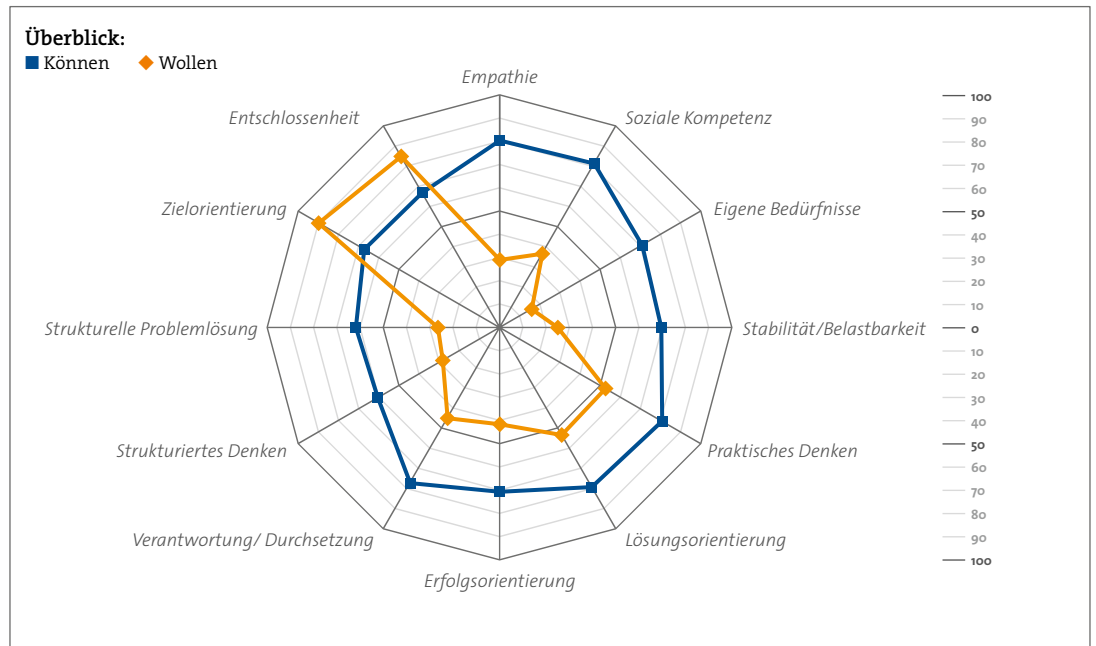 Überblick:
Können Wollen
Empathie
Entschlossenheit
Soziale Kompetenz
Zielorientierung
Eigene Bedürfnisse
Strukturelle Problemlösung
Stabilität/Belastbarkeit
Strukturiertes Denken
Praktisches Denken
Verantwortung/ Durchsetzung
Lösungsorientierung
Erfolgsorientierung
100
90
80
70
60
50
40
30
20
10
0
10
20
30
40
50
60
70
80
90
100